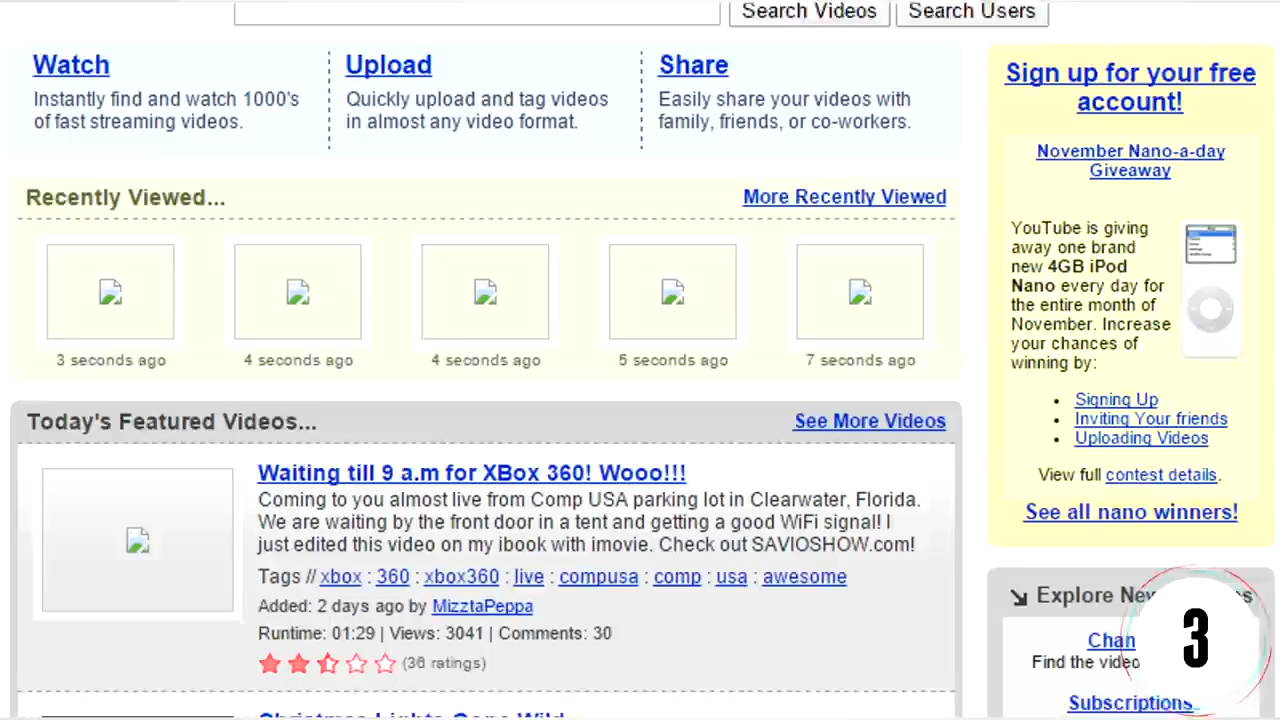 Search Videos Search Users
Watch
Instantly find and watch 1000's
of fast streaming videos.
Upload
Quickly upload and tag videos
in almost any video format.
Share
Easily share your videos with
family, friends, or co-workers.
Recently Viewed...
More Recently Viewed
3 seconds ago
4 seconds ago
4 seconds ago
5 seconds ago
7 seconds ago
Today's Featured Videos...
See More Videos
Waiting till 9 a.m for XBox 360! Wooo!!!
Coming to you almost live from Comp USA parking lot in Clearwater, Florida.
We are waiting by the front door in a tent and getting a good WiFi signal! I
just edited this video on my ibook with imovie. Check out SAVIOSHOW.com!
Tags // xbox : 360 : xbox360 : live : compusa : comp : usa : awesome
Added: 2 days ago by MizztaPeppa
Runtime: 01:29 | Views: 3041 | Comments: 30
(36 ratings)
Christmas Lights Gone Wild
Sign up for your free
account!
November Nano-a-day
Giveaway
YouTube is giving
away one brand
new 4GB iPod
Nano every day for
the entire month of
November. Increase
your chances of
winning by:
• Signing Up
• Inviting Your friends
• Uploading Videos
View full contest details.
See all nano winners!
Explore
Find the
Subscriptions
3